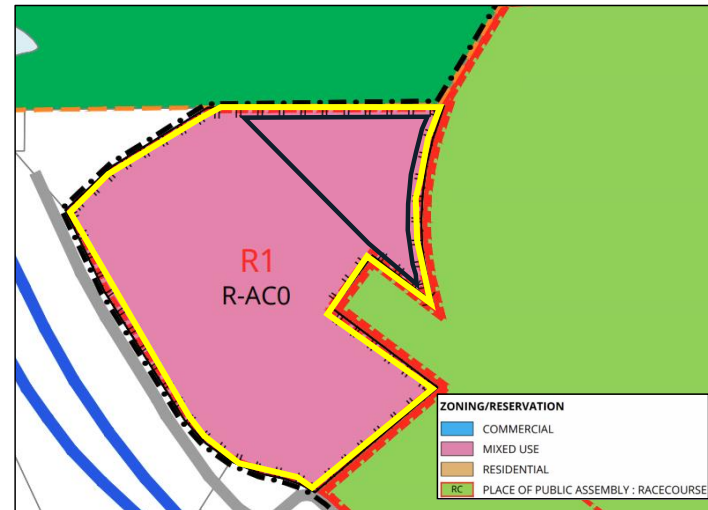 R1
R-AC0
ZONING/RESERVATION
COMMERCIAL
MIXED USE
RESIDENTIAL
RC PLACE OF PUBLIC ASSEMBLY : RACECOURSE